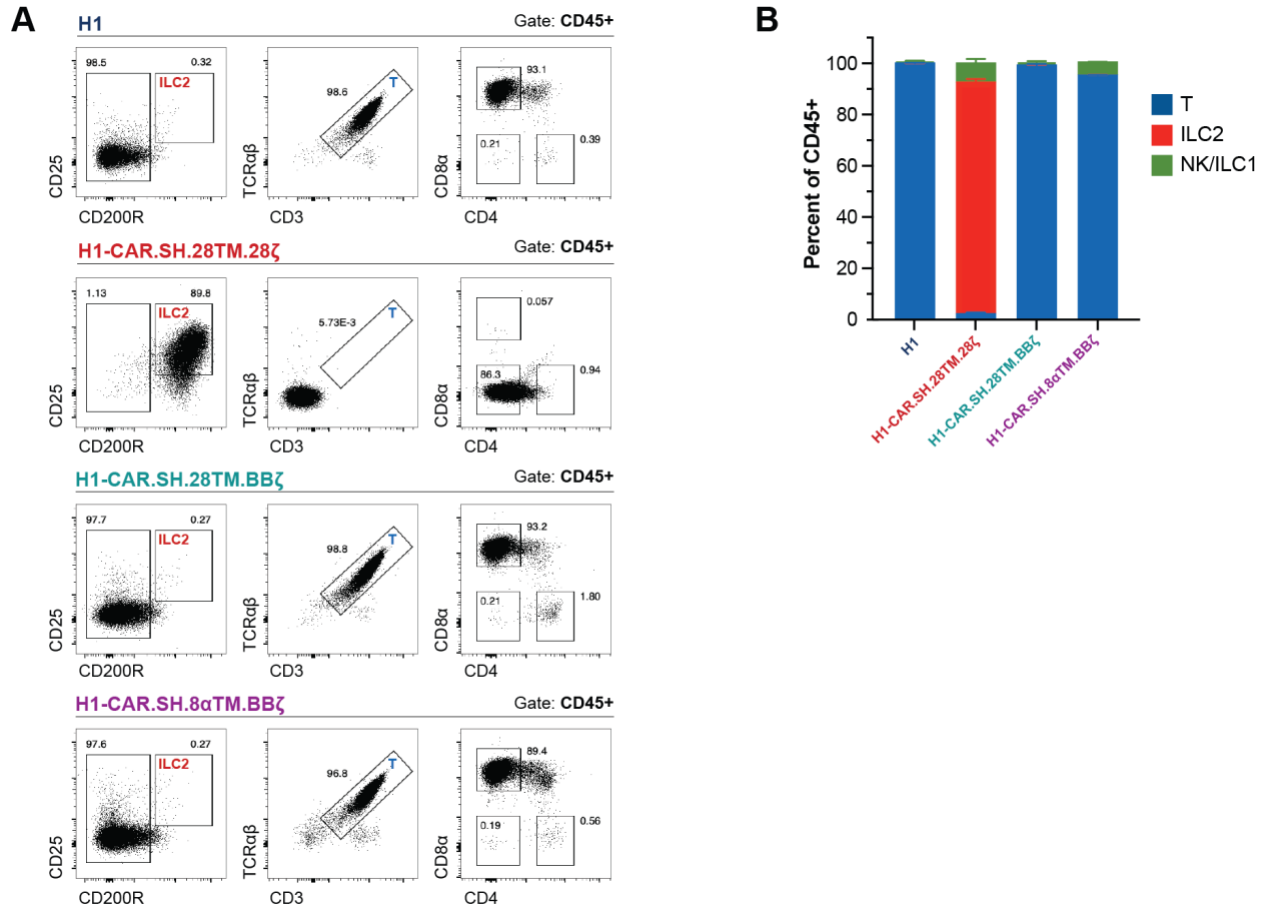 A
H1
Gate: CD45+
98.5
ILC2
0.32
CD25
CD200R
98.6
T
TCRαβ
CD3
93.1
0.21
0.39
CD8α
CD4
H1-CAR.SH.28TM.28ζ
Gate: CD45+
1.13
ILC2
89.8
CD25
CD200R
5.73E-3
T
TCRαβ
CD3
0.057
86.3
0.94
CD8α
CD4
H1-CAR.SH.28TM.BBζ
Gate: CD45+
97.7
ILC2
0.27
CD25
CD200R
98.8
T
TCRαβ
CD3
93.2
0.21
1.80
CD8α
CD4
H1-CAR.SH.8αTM.BBζ
Gate: CD45+
97.6
ILC2
0.27
CD25
CD200R
96.8
T
TCRαβ
CD3
89.4
0.19
0.56
CD8α
CD4
B
Percent of CD45+
100
80
60
40
20
0
H1
H1-CAR.SH.28TM.28ζ
H1-CAR.SH.28TM.BBζ
H1-CAR.SH.8αTM.BBζ
T
ILC2
NK/ILC1